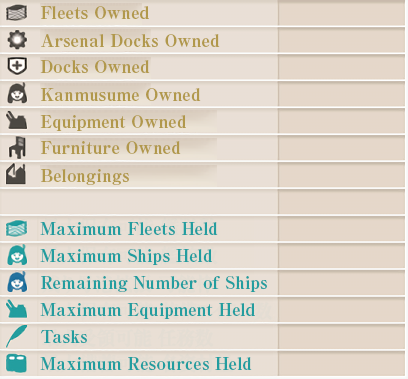 Fleets Owned
Arsenal Docks Owned
Docks Owned
Kanmusume Owned
Equipment Owned
Furniture Owned
Belongings
Maximum Fleets Held
Maximum Ships Held
Remaining Number of Ships
Maximum Equipment Held
Tasks
Maximum Resources Held